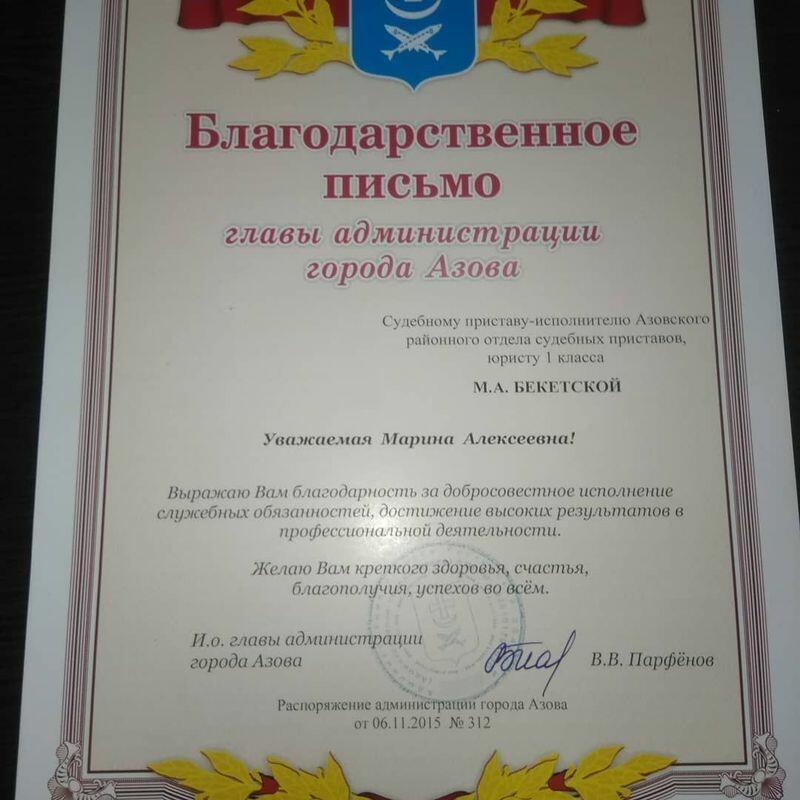 Благодарственное
письмо
главы администрации
города Азова
Судебному приставу-исполнителю Азовского
районного отдела судебных приставов,
юристу 1 класса
М.А. БЕКЕТСКОЙ
Уважаемая Марина Алексеевна!
Выражаю Вам благодарность за добросовестное исполнение
служебных обязанностей, достижение высоких результатов в
профессиональной деятельности.
Желаю Вам крепкого здоровья, счастья,
благополучия, успехов во всём.
И.о. главы администрации
города Азова
В.В. Парфёнов
Распоряжение администрации города Азова
от 06.11.2015 № 312